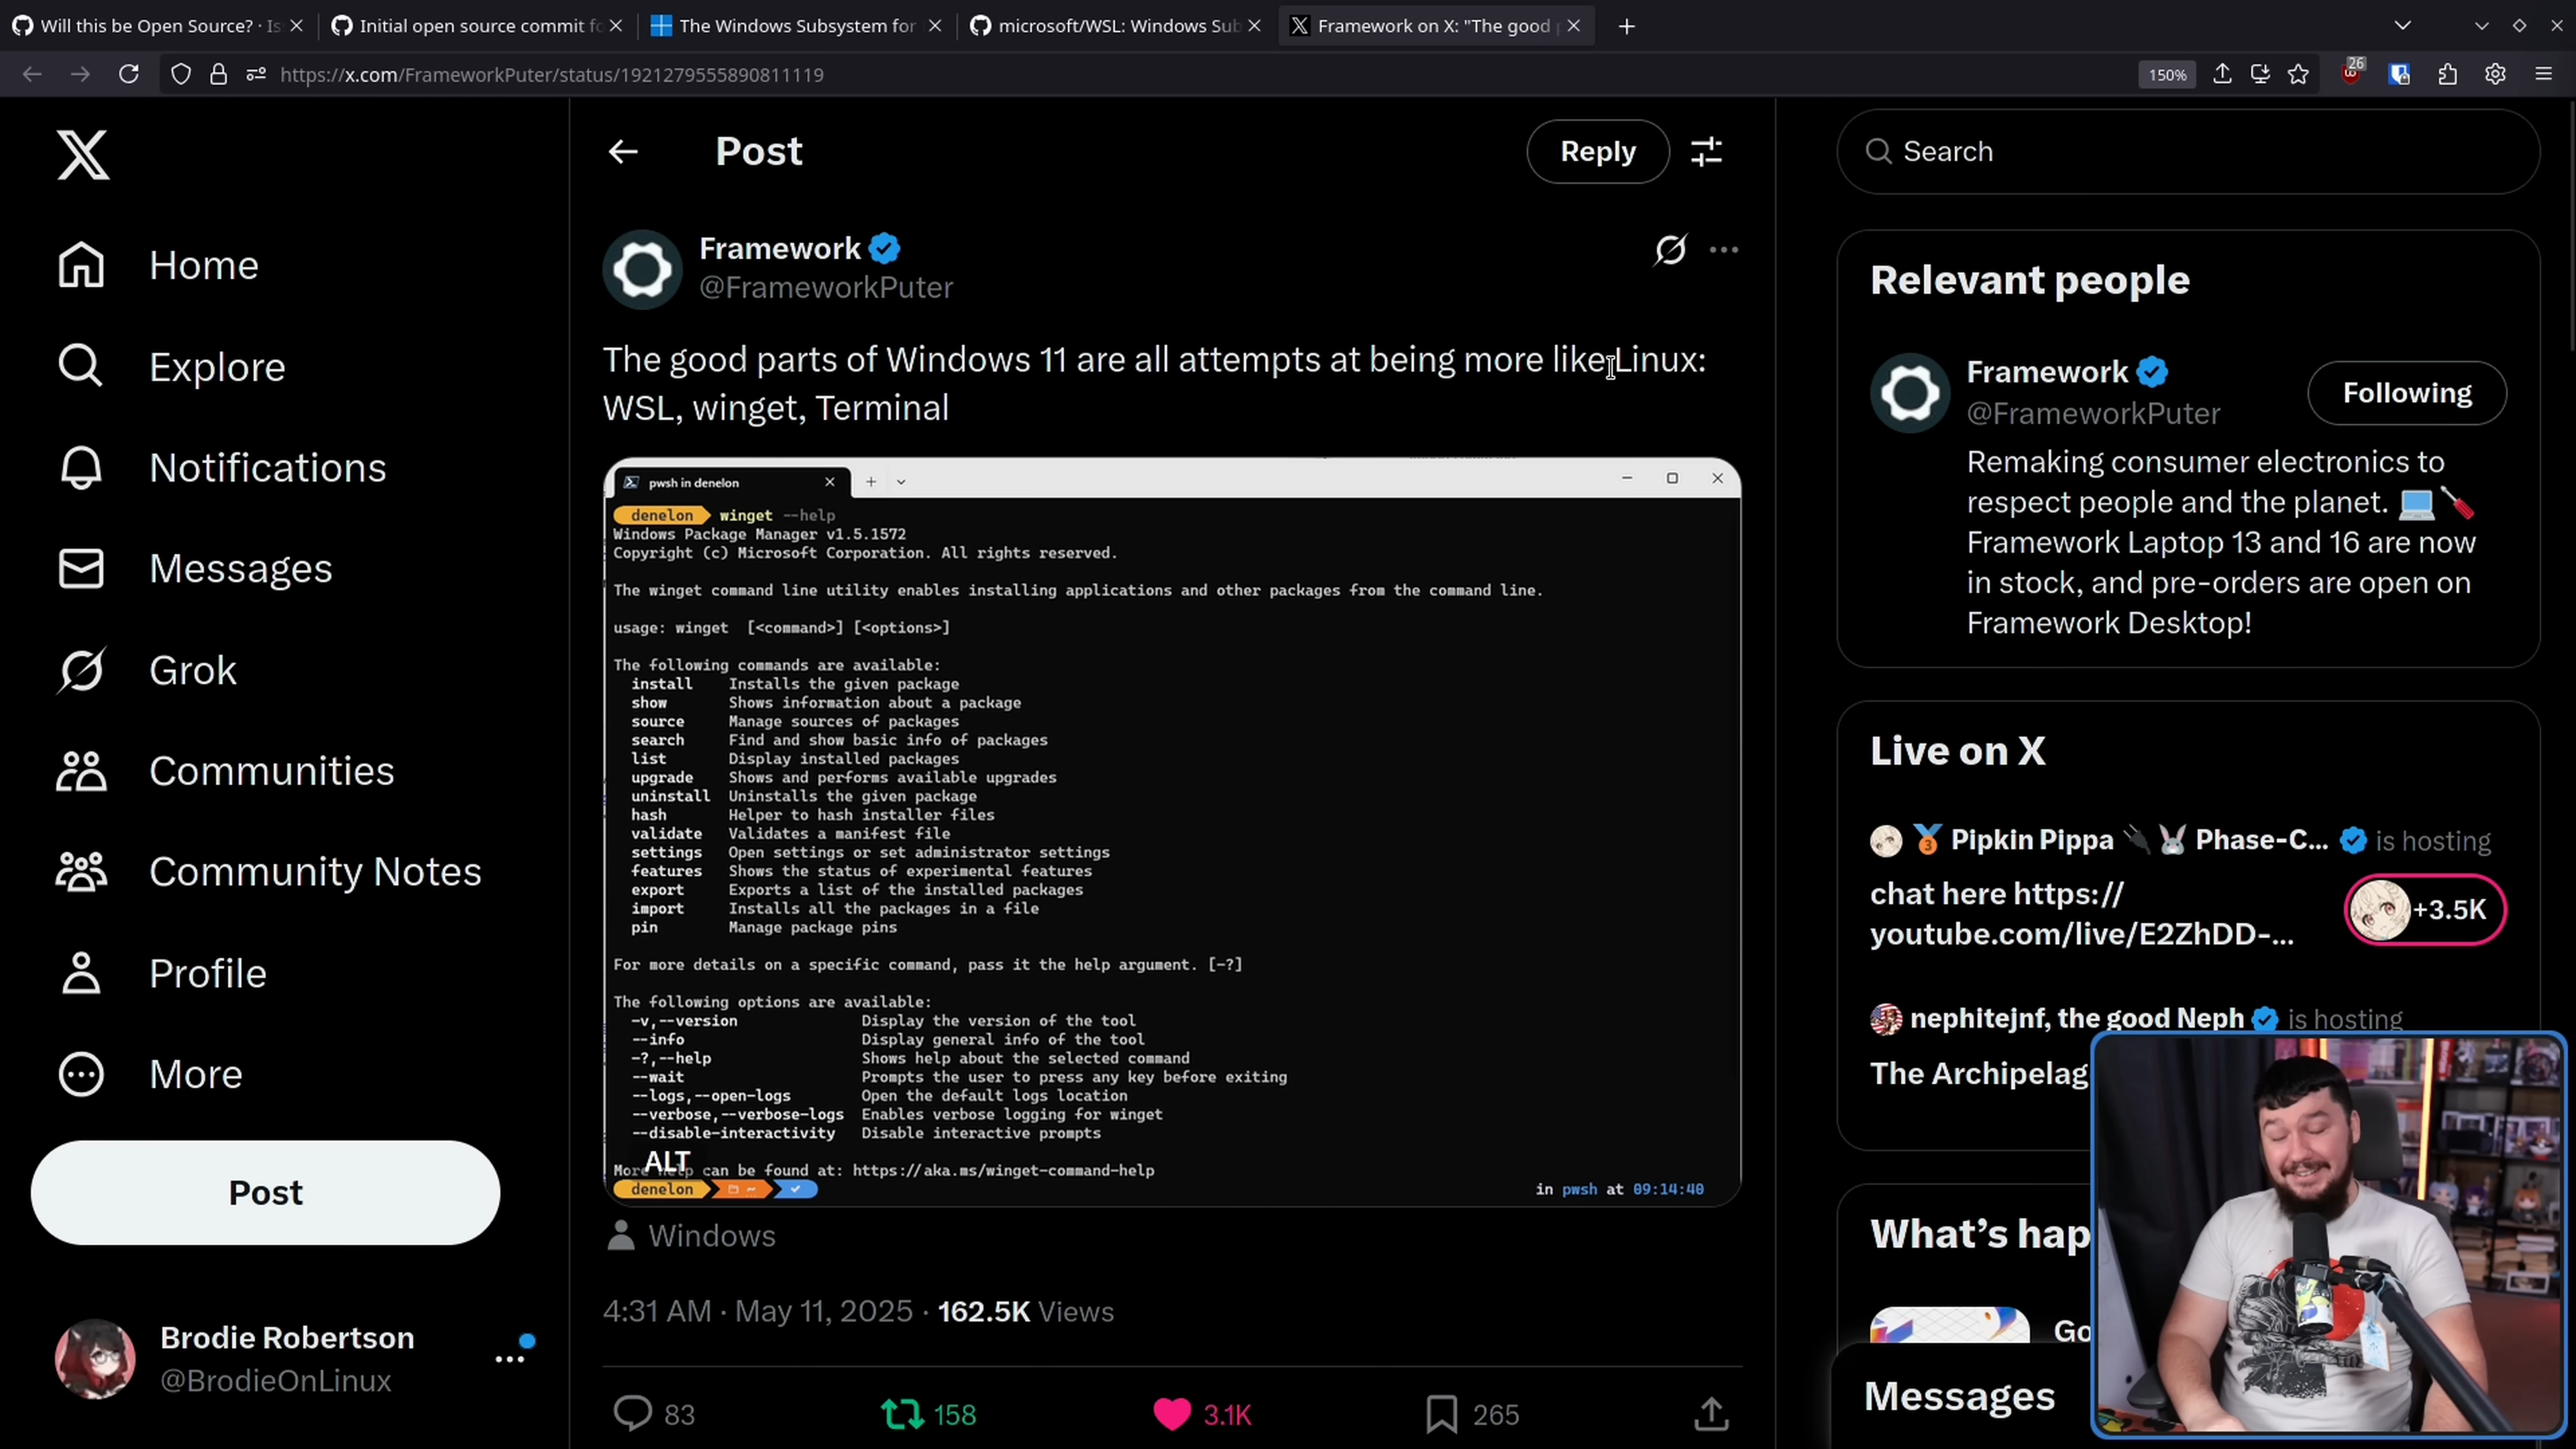 Will this be Open Source? · Is
Initial open source commit fo
The Windows Subsystem for
microsoft/WSL: Windows Sub
Framework on X: "The good p
https://x.com/FrameworkPuter/status/1921279555890811119
150%
26
Home
Explore
Notifications
Messages
Grok
Communities
Community Notes
Profile
More
Post
Brodie Robertson
@BrodieOnLinux
Post
Reply
Framework
@FrameworkPuter
The good parts of Windows 11 are all attempts at being more like Linux:
WSL, winget, Terminal
pwsh in denelon
denelon winget --help
Windows Package Manager v1.5.1572
Copyright (c) Microsoft Corporation. All rights reserved.
The winget command line utility enables installing applications and other packages from the command line.
usage: winget [<command>] [<options>]
The following commands are available:
install Installs the given package
show Shows information about a package
source Manage sources of packages
search Find and show basic info of packages
list Display installed packages
upgrade Shows and performs available upgrades
uninstall Uninstalls the given package
hash Helper to hash installer files
validate Validates a manifest file
settings Open settings or set administrator settings
features Shows the status of experimental features
export Exports a list of the installed packages
import Installs all the packages in a file
pin Manage package pins
For more details on a specific command, pass it the help argument. [-?]
The following options are available:
-v,--version Display the version of the tool
--info Display general info of the tool
-?,--help Shows help about the selected command
--wait Prompts the user to press any key before exiting
--logs,--open-logs Open the default logs location
--verbose,--verbose-logs Enables verbose logging for winget
--disable-interactivity Disable interactive prompts
ALT
More help can be found at: https://aka.ms/winget-command-help
denelon ~ in pwsh at 09:14:40
Windows
4:31 AM · May 11, 2025 · 162.5K Views
83 158 3.1K 265
Search
Relevant people
Framework
@FrameworkPuter
Following
Remaking consumer electronics to
respect people and the planet.
Framework Laptop 13 and 16 are now
in stock, and pre-orders are open on
Framework Desktop!
Live on X
3 Pipkin Pippa Phase-C... is hosting
chat here https://
youtube.com/live/E2ZhDD-...
+3.5K
nephitejnf, the good Neph is hosting
The Archipelag
What's hap
Go
Messages